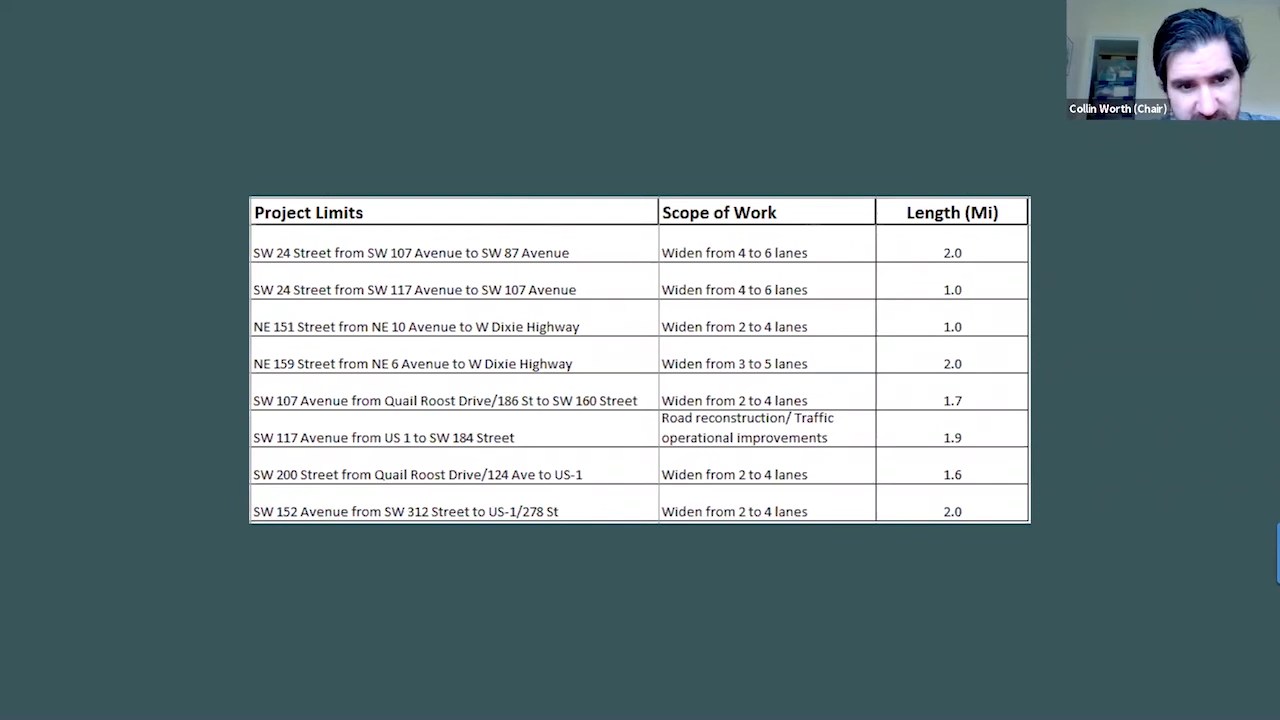 Collin Worth (Chair)
Project Limits Scope of Work Length (Mi)
SW 24 Street from SW 107 Avenue to SW 87 Avenue Widen from 4 to 6 lanes 2.0
SW 24 Street from SW 117 Avenue to SW 107 Avenue Widen from 4 to 6 lanes 1.0
NE 151 Street from NE 10 Avenue to W Dixie Highway Widen from 2 to 4 lanes 1.0
NE 159 Street from NE 6 Avenue to W Dixie Highway Widen from 3 to 5 lanes 2.0
SW 107 Avenue from Quail Roost Drive/186 St to SW 160 Street Widen from 2 to 4 lanes 1.7
Road reconstruction/ Traffic
SW 117 Avenue from US 1 to SW 184 Street operational improvements 1.9
SW 200 Street from Quail Roost Drive/124 Ave to US-1 Widen from 2 to 4 lanes 1.6
SW 152 Avenue from SW 312 Street to US-1/278 St Widen from 2 to 4 lanes 2.0